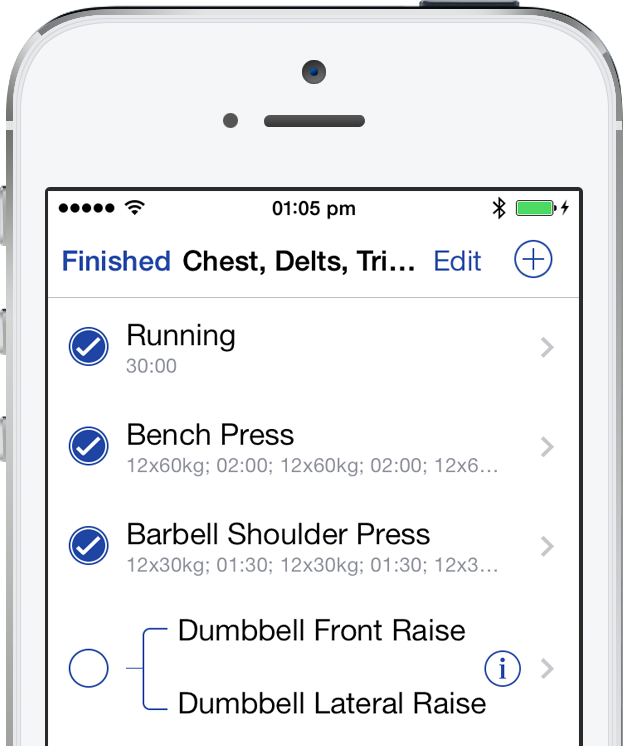 01:05 pm
Finished Chest, Delts, Tri… Edit
Running
30:00
Bench Press
12x60kg; 02:00; 12x60kg; 02:00; 12x6…
Barbell Shoulder Press
12x30kg; 01:30; 12x30kg; 01:30; 12x3…
Dumbbell Front Raise
i
Dumbbell Lateral Raise